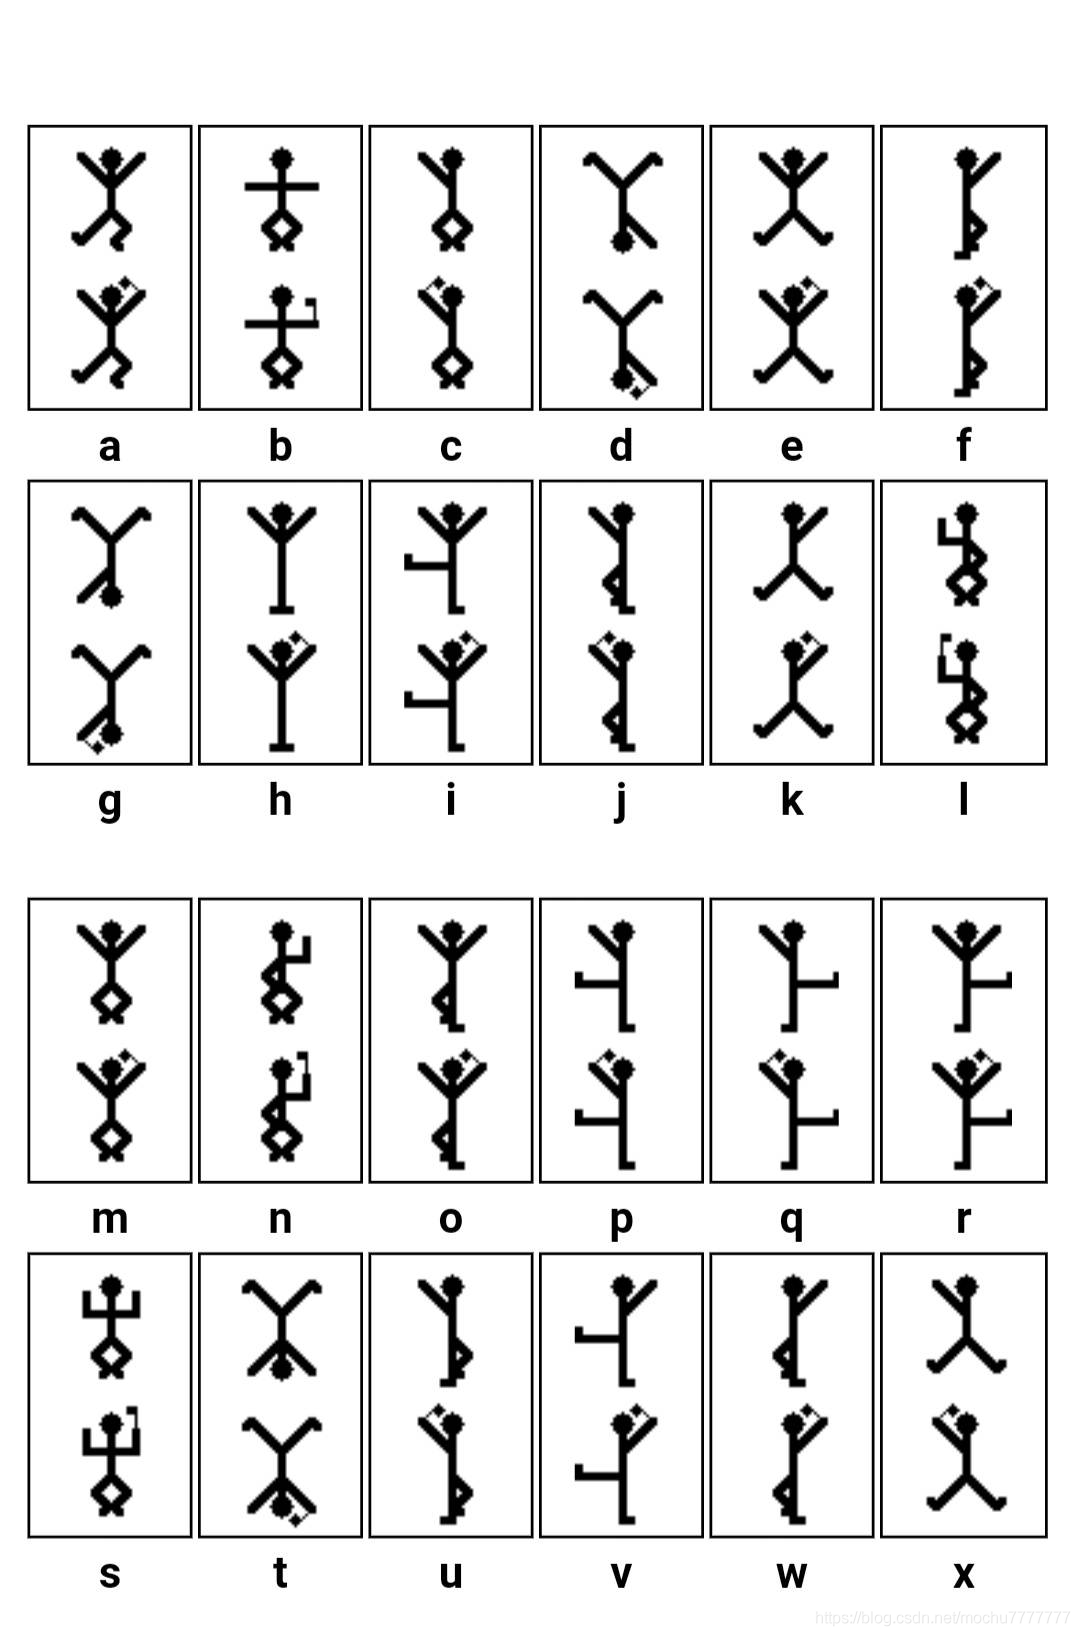 a b c d e f
g h i j k l
m n o p q r
s t u v w x
https://blog.csdn.net/mochu7777777